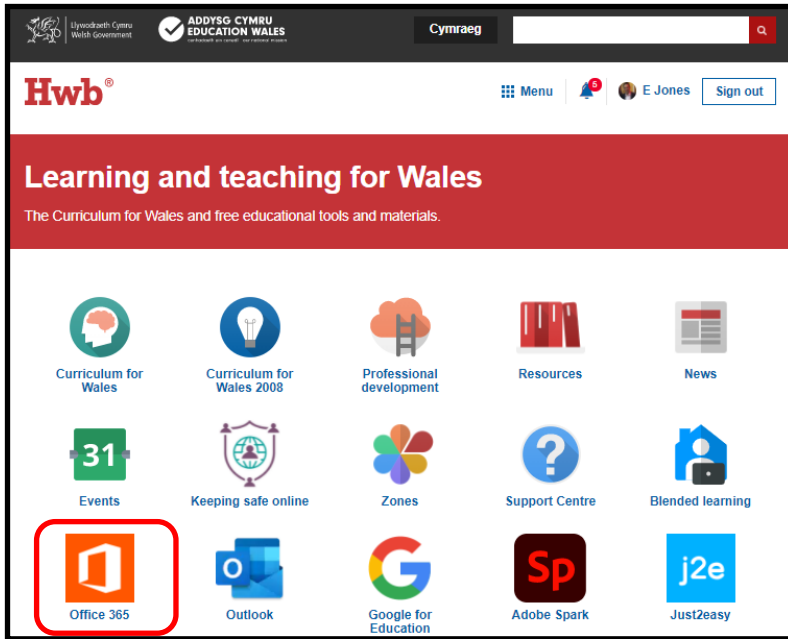 Llywodraeth Cymru
Welsh Government
ADDYSG CYMRU
EDUCATION WALES
Cymraeg
Hwb®
Menu
5
E Jones
Sign out
Learning and teaching for Wales
The Curriculum for Wales and free educational tools and materials.
Curriculum for
Wales
Curriculum for
Wales 2008
Professional
development
Resources
News
31
Events
Keeping safe online
Zones
?
Support Centre
Blended learning
Office 365
O
Outlook
G
Google for
Education
Sp
Adobe Spark
j2e
Just2easy